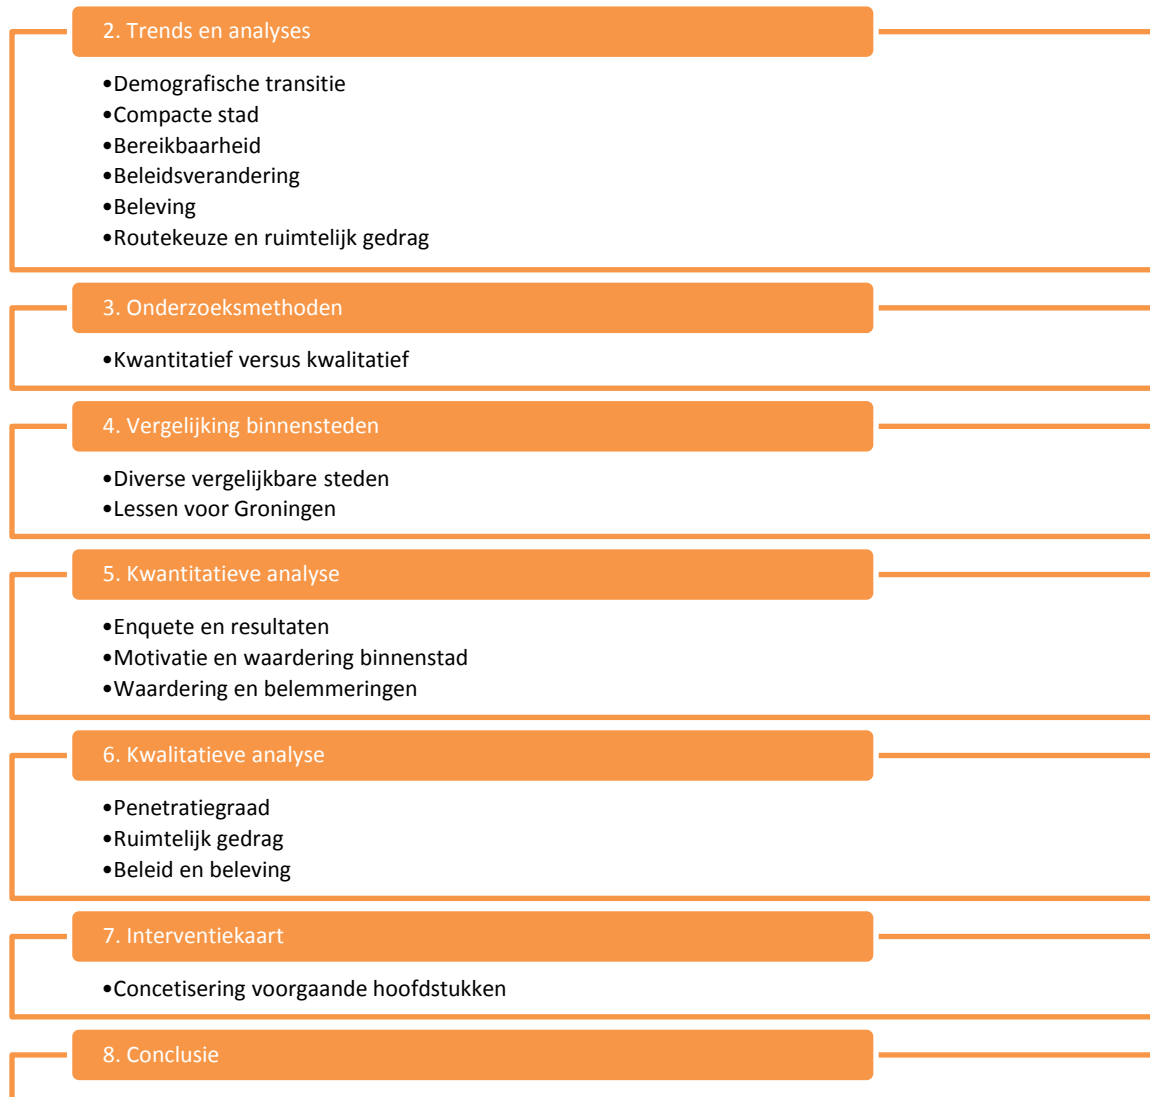 2. Trends en analyses
•Demografische transitie
•Compacte stad
•Bereikbaarheid
•Beleidsverandering
•Beleving
•Routekeuze en ruimtelijk gedrag
3. Onderzoeksmethoden
•Kwantitatief versus kwalitatief
4. Vergelijking binnensteden
•Diverse vergelijkbare steden
•Lessen voor Groningen
5. Kwantitatieve analyse
•Enquete en resultaten
•Motivatie en waardering binnenstad
•Waardering en belemmeringen
6. Kwalitatieve analyse
•Penetratiegraad
•Ruimtelijk gedrag
•Beleid en beleving
7. Interventiekaart
•Concetisering voorgaande hoofdstukken
8. Conclusie